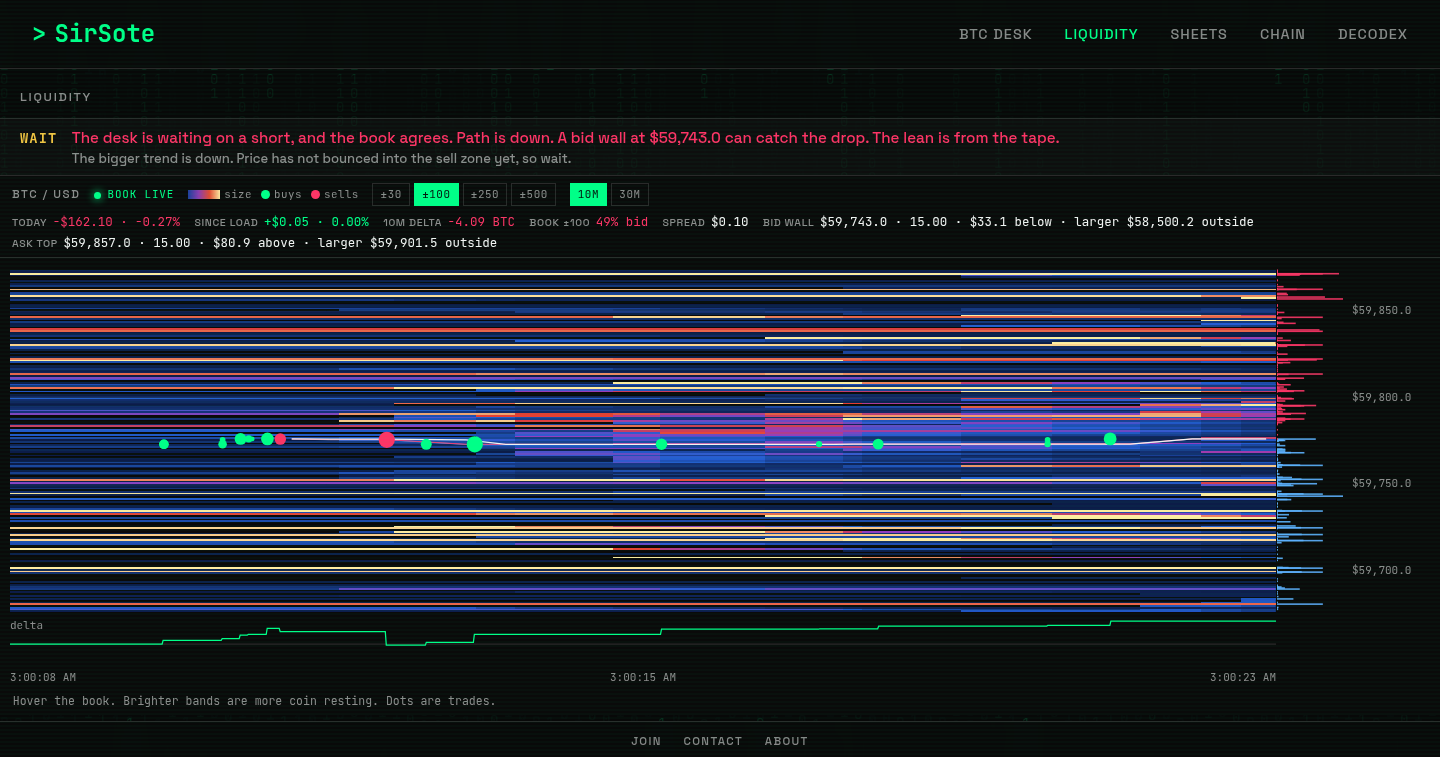 > SirSote
BTC DESK LIQUIDITY SHEETS CHAIN DECODEX
LIQUIDITY
WAIT The desk is waiting on a short, and the book agrees. Path is down. A bid wall at $59,743.0 can catch the drop. The lean is from the tape.
The bigger trend is down. Price has not bounced into the sell zone yet, so wait.
BTC / USD BOOK LIVE size buys sells ±30 ±100 ±250 ±500 10M 30M
TODAY -$162.10 · -0.27% SINCE LOAD +$0.05 · 0.00% 10M DELTA -4.09 BTC BOOK ±100 49% bid SPREAD $0.10 BID WALL $59,743.0 · 15.00 · $33.1 below · larger $58,500.2 outside
ASK TOP $59,857.0 · 15.00 · $80.9 above · larger $59,901.5 outside
$59,850.0
$59,800.0
$59,750.0
$59,700.0
delta
3:00:08 AM 3:00:15 AM 3:00:23 AM
Hover the book. Brighter bands are more coin resting. Dots are trades.
JOIN CONTACT ABOUT